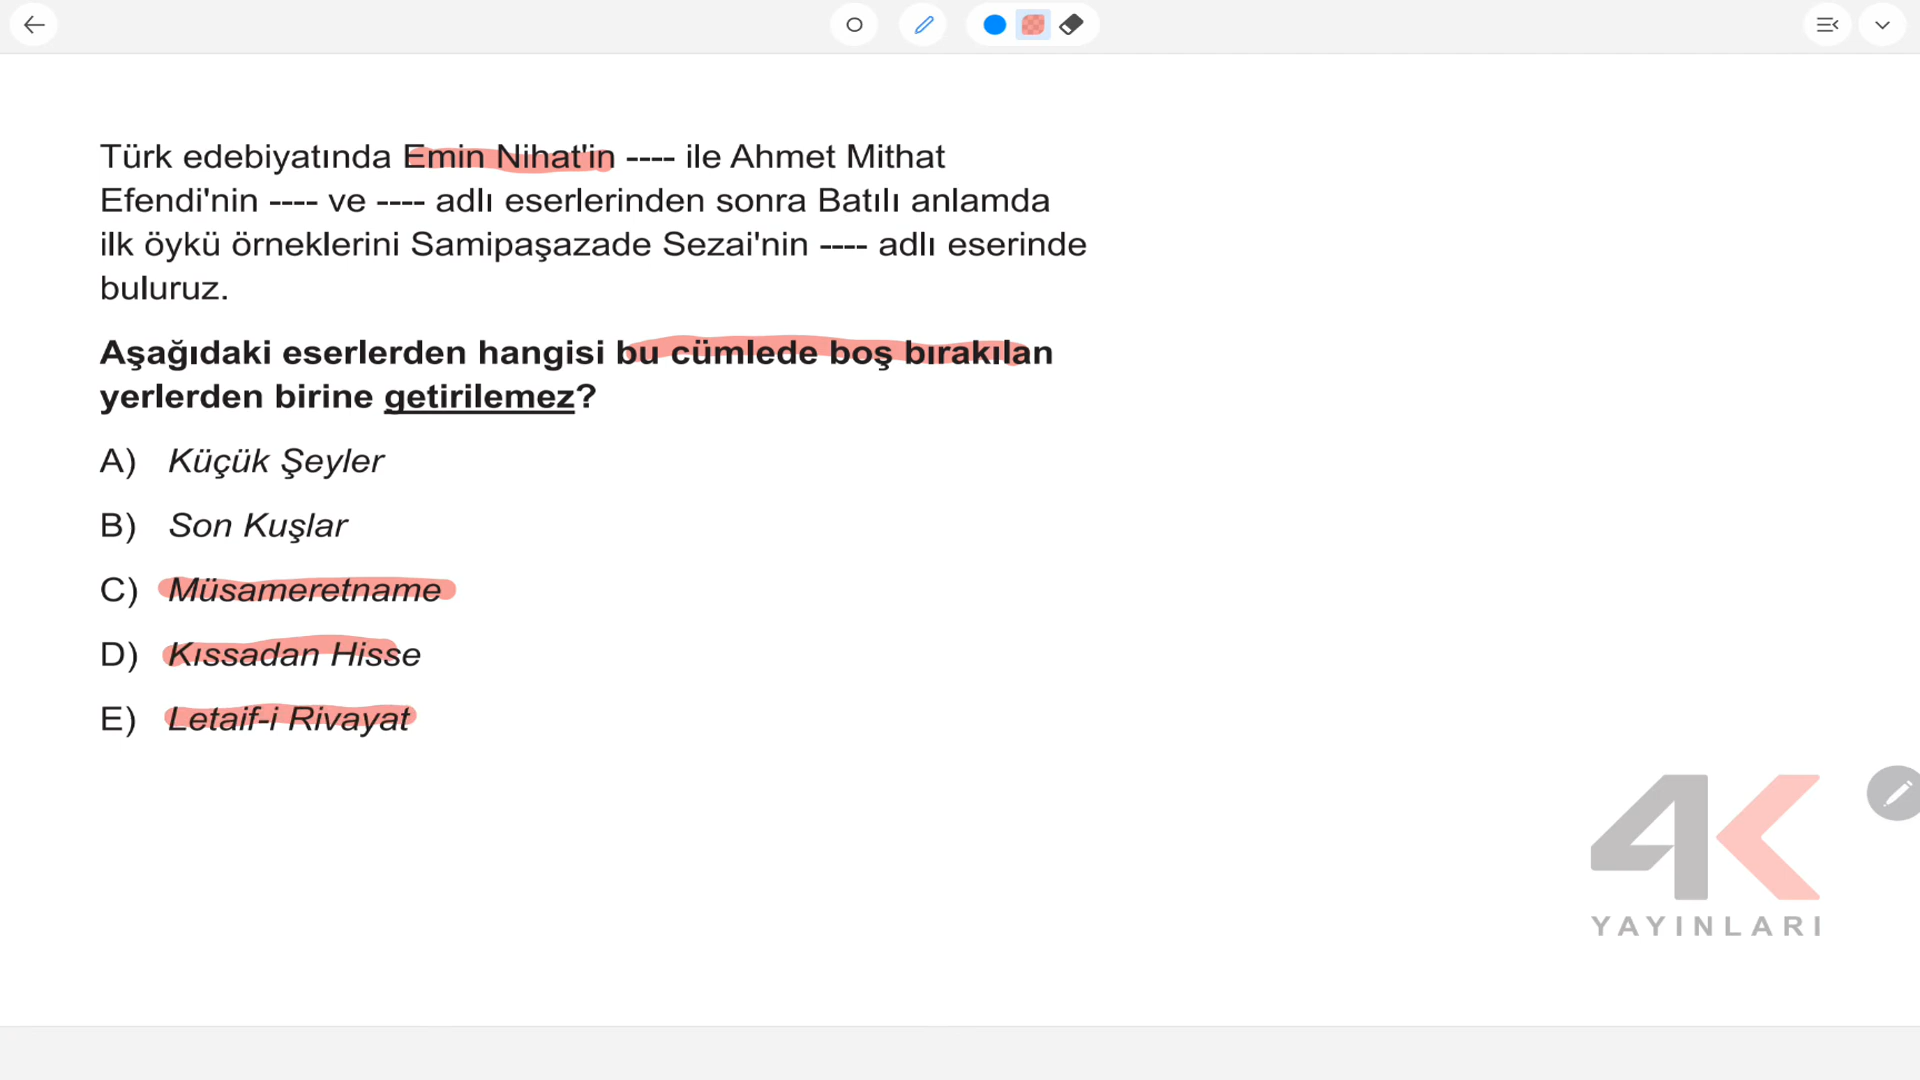 Türk edebiyatında Emin Nihat'in ---- ile Ahmet Mithat
Efendi'nin ---- ve ---- adlı eserlerinden sonra Batılı anlamda
ilk öykü örneklerini Samipaşazade Sezai'nin ---- adlı eserinde
buluruz.
Aşağıdaki eserlerden hangisi bu cümlede boş bırakılan
yerlerden birine getirilemez?
A) Küçük Şeyler
B) Son Kuşlar
C) Müsameretname
D) Kıssadan Hisse
E) Letaif-i Rivayat
4K
YAYINLARI